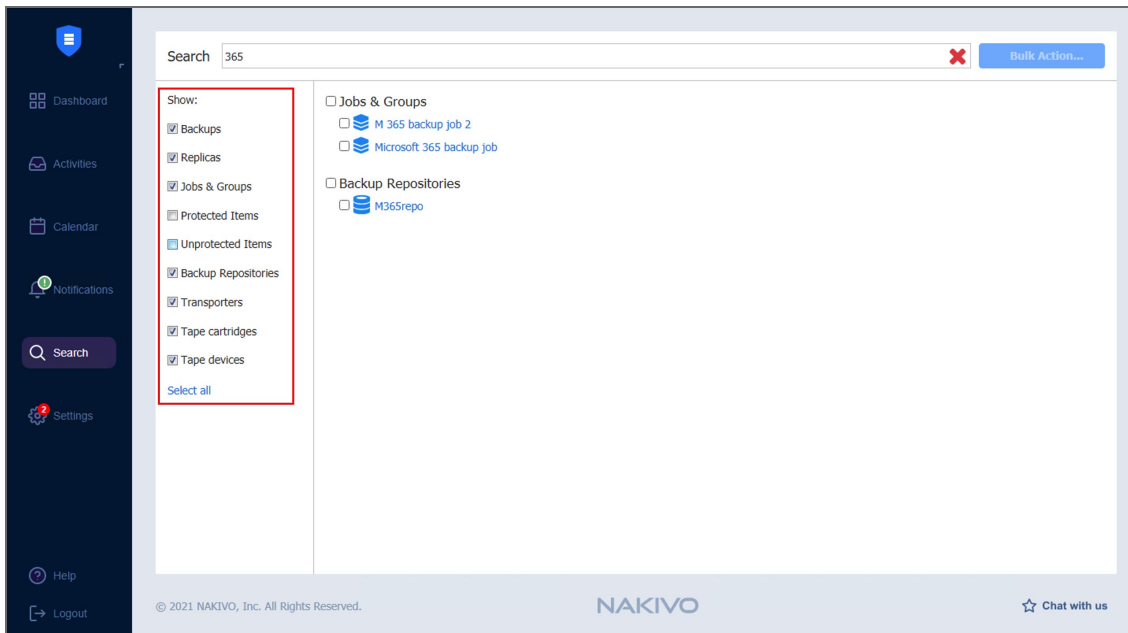 Search 365 Bulk Action...
Dashboard
Activities
Calendar
! Notifications
Search
2 Settings
Help
Logout
Show:
Backups
Replicas
Jobs & Groups
Protected Items
Unprotected Items
Backup Repositories
Transporters
Tape cartridges
Tape devices
Select all
Jobs & Groups
M 365 backup job 2
Microsoft 365 backup job
Backup Repositories
M365repo
© 2021 NAKIVO, Inc. All Rights Reserved. NAKIVO Chat with us